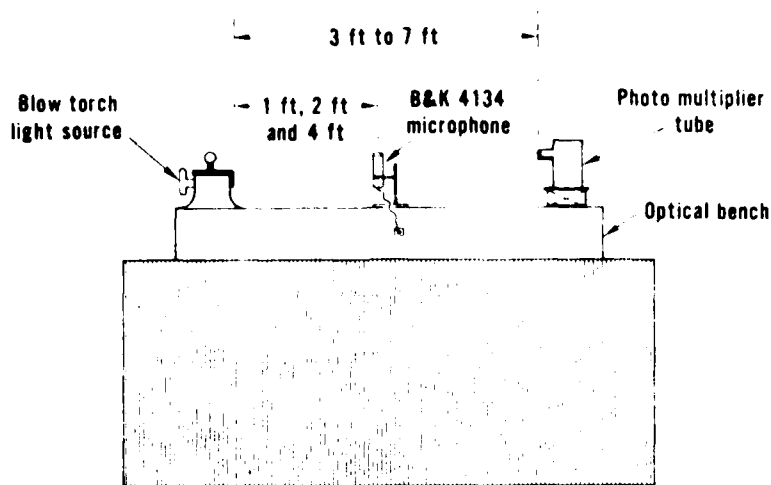 3 ft to 7 ft
1 ft, 2 ft
and 4 ft
Blow torch
light source
B&K 4134
microphone
Photo multiplier
tube
Optical bench